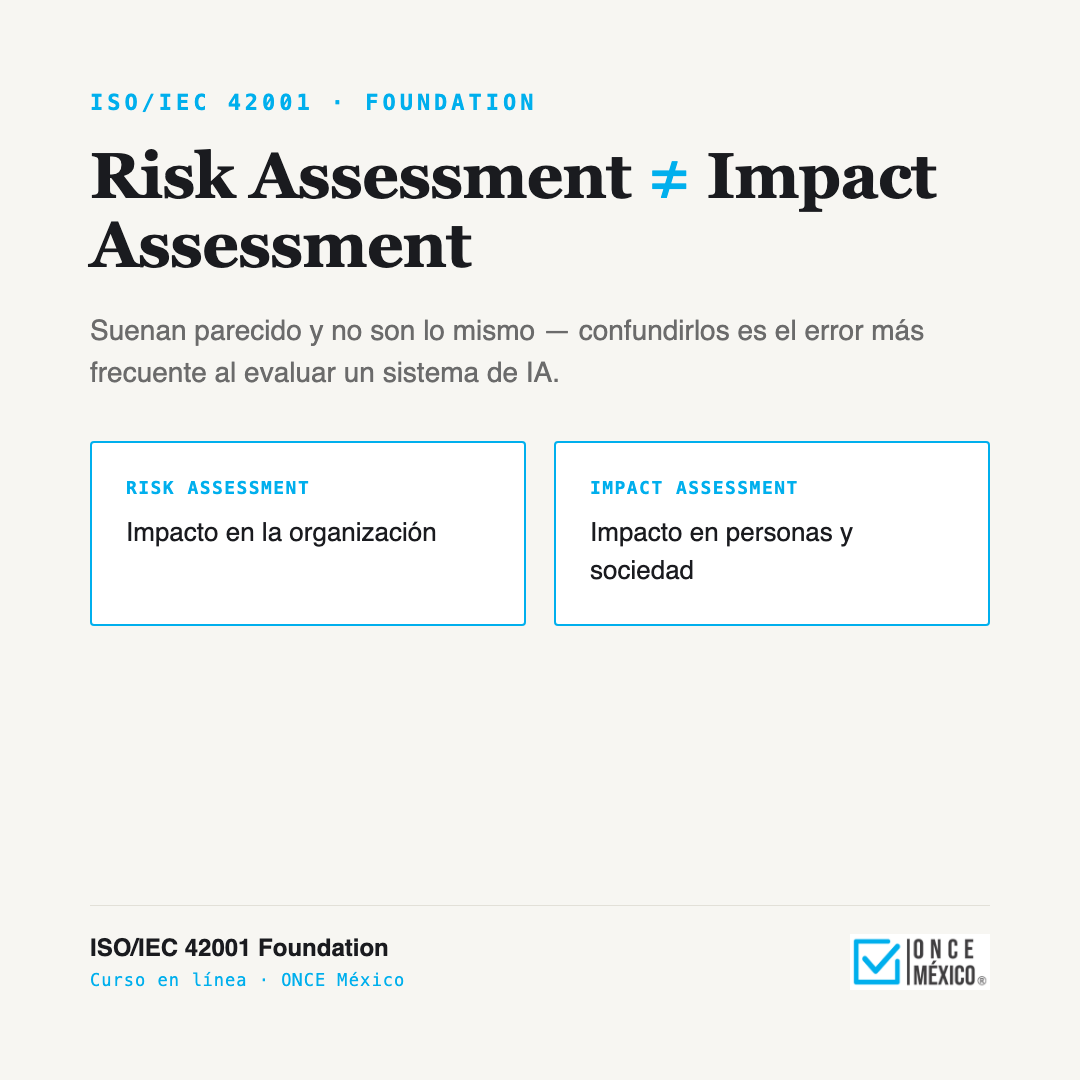 ISO/IEC 42001 · FOUNDATION
Risk Assessment ≠ Impact
Assessment
Suenan parecido y no son lo mismo — confundirlos es el error más
frecuente al evaluar un sistema de IA.
RISK ASSESSMENT
Impacto en la organización
IMPACT ASSESSMENT
Impacto en personas y
sociedad
ISO/IEC 42001 Foundation
Curso en línea · ONCE México
ONCE
MÉXICO®